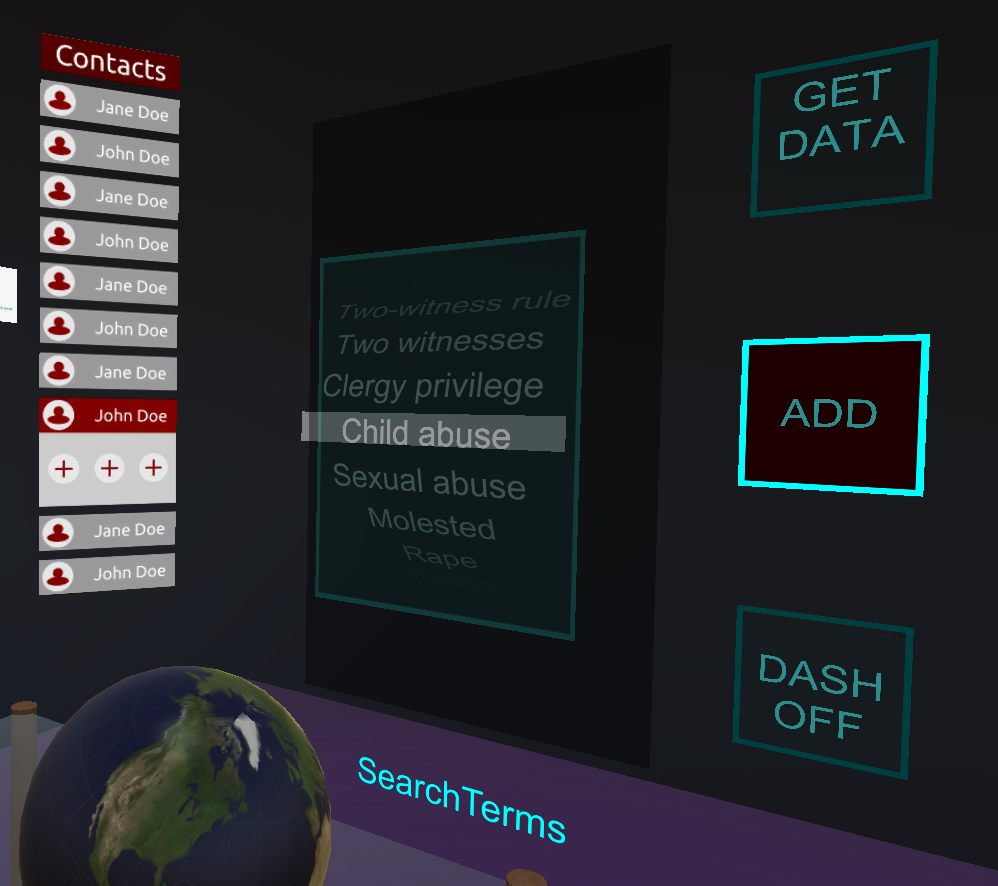 Contacts
Jane Doe
John Doe
Jane Doe
John Doe
Jane Doe
John Doe
Jane Doe
John Doe
Jane Doe
John Doe
Two-witness rule
Two witnesses
Clergy privilege
Child abuse
Sexual abuse
Molested
Rape
SearchTerms
GET
DATA
ADD
DASH
OFF